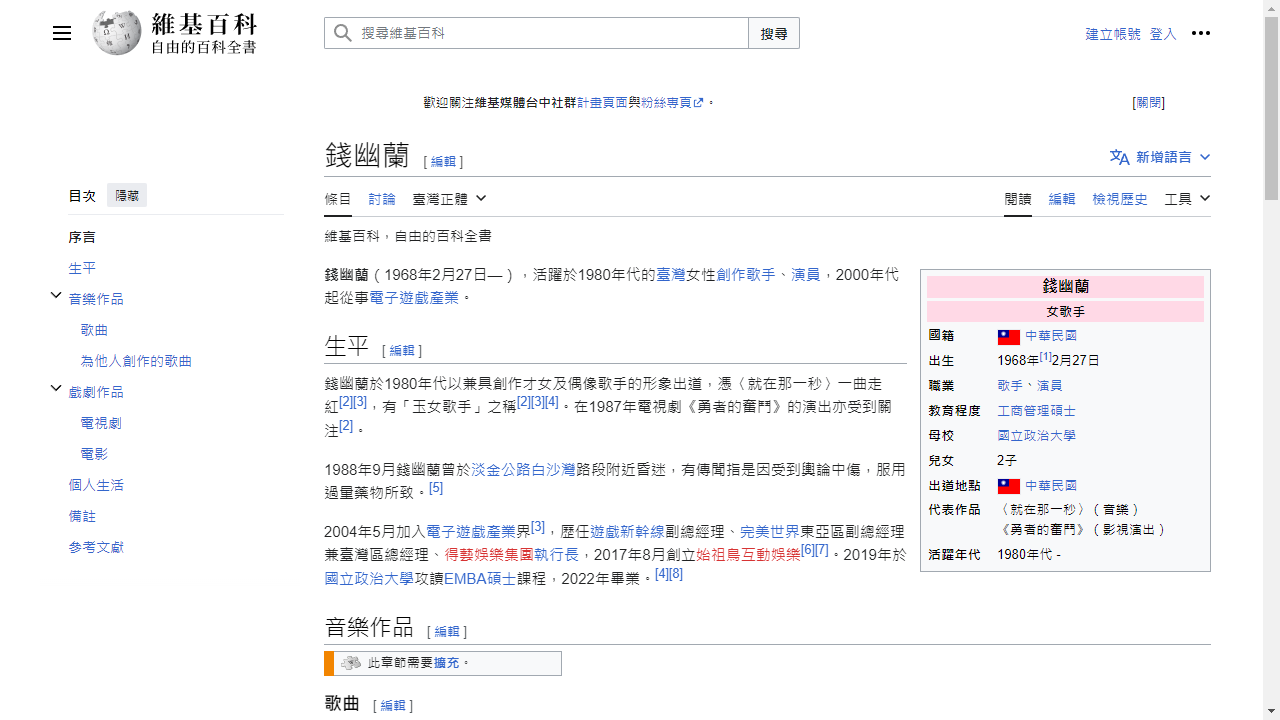 維基百科
自由的百科全書
搜尋維基百科
搜尋
建立帳號 登入
歡迎關注維基媒體台中社群計畫頁面與粉絲專頁。
[關閉]
錢幽蘭 [ 編輯 ]
新增語言
目次 隱藏
序言
生平
音樂作品
歌曲
為他人創作的歌曲
戲劇作品
電視劇
電影
個人生活
備註
參考文獻
條目 討論 臺灣正體
閱讀 編輯 檢視歷史 工具
維基百科，自由的百科全書
錢幽蘭（1968年2月27日—），活躍於1980年代的臺灣女性創作歌手、演員，2000年代
起從事電子遊戲產業。
生平 [ 編輯 ]
錢幽蘭於1980年代以兼具創作才女及偶像歌手的形象出道，憑〈就在那一秒〉一曲走
紅[2][3]，有「玉女歌手」之稱[2][3][4]。在1987年電視劇《勇者的奮鬥》的演出亦受到關
注[2]。
1988年9月錢幽蘭曾於淡金公路白沙灣路段附近昏迷，有傳聞指是因受到輿論中傷，服用
過量藥物所致。[5]
2004年5月加入電子遊戲產業界[3]，歷任遊戲新幹線副總經理、完美世界東亞區副總經理
兼臺灣區總經理、得藝娛樂集團執行長，2017年8月創立始祖鳥互動娛樂[6][7]。2019年於
國立政治大學攻讀EMBA碩士課程，2022年畢業。[4][8]
錢幽蘭
女歌手
國籍 中華民國
出生 1968年[1]2月27日
職業 歌手、演員
教育程度 工商管理碩士
母校 國立政治大學
兒女 2子
出道地點 中華民國
代表作品 〈就在那一秒〉（音樂）
《勇者的奮鬥》（影視演出）
活躍年代 1980年代 -
音樂作品 [ 編輯 ]
此章節需要擴充。
歌曲 [ 編輯 ]